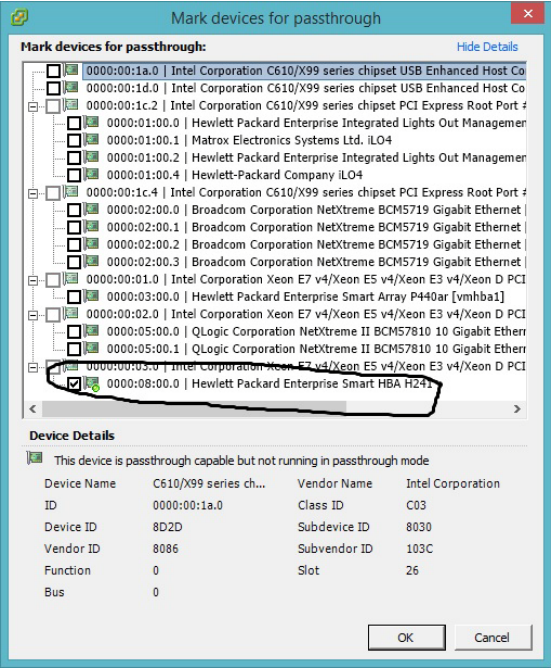 Mark devices for passthrough
Mark devices for passthrough:
Hide Details
0000:00:1a.0 | Intel Corporation C610/X99 series chipset USB Enhanced Host Co
0000:00:1d.0 | Intel Corporation C610/X99 series chipset USB Enhanced Host Co
0000:00:1c.2 | Intel Corporation C610/X99 series chipset PCI Express Root Port #
0000:01:00.0 | Hewlett Packard Enterprise Integrated Lights Out Managemen
0000:01:00.1 | Matrox Electronics Systems Ltd. iLO4
0000:01:00.2 | Hewlett Packard Enterprise Integrated Lights Out Managemen
0000:01:00.4 | Hewlett-Packard Company iLO4
0000:00:1c.4 | Intel Corporation C610/X99 series chipset PCI Express Root Port #
0000:02:00.0 | Broadcom Corporation NetXtreme BCM5719 Gigabit Ethernet |
0000:02:00.1 | Broadcom Corporation NetXtreme BCM5719 Gigabit Ethernet |
0000:02:00.2 | Broadcom Corporation NetXtreme BCM5719 Gigabit Ethernet |
0000:02:00.3 | Broadcom Corporation NetXtreme BCM5719 Gigabit Ethernet |
0000:00:01.0 | Intel Corporation Xeon E7 v4/Xeon E5 v4/Xeon E3 v4/Xeon D PCI
0000:03:00.0 | Hewlett Packard Enterprise Smart Array P440ar [vmhba1]
0000:00:02.0 | Intel Corporation Xeon E7 v4/Xeon E5 v4/Xeon E3 v4/Xeon D PCI
0000:05:00.0 | QLogic Corporation NetXtreme II BCM57810 10 Gigabit Ethern
0000:05:00.1 | QLogic Corporation NetXtreme II BCM57810 10 Gigabit Ethern
0000:00:03.0 | Intel Corporation Xeon E7 v4/Xeon E5 v4/Xeon E3 v4/Xeon D PCI
0000:08:00.0 | Hewlett Packard Enterprise Smart HBA H241
Device Details
This device is passthrough capable but not running in passthrough mode
Device Name C610/X99 series ch... Vendor Name Intel Corporation
ID 0000:00:1a.0 Class ID C03
Device ID 8D2D Subdevice ID 8030
Vendor ID 8086 Subvendor ID 103C
Function 0 Slot 26
Bus 0
OK Cancel